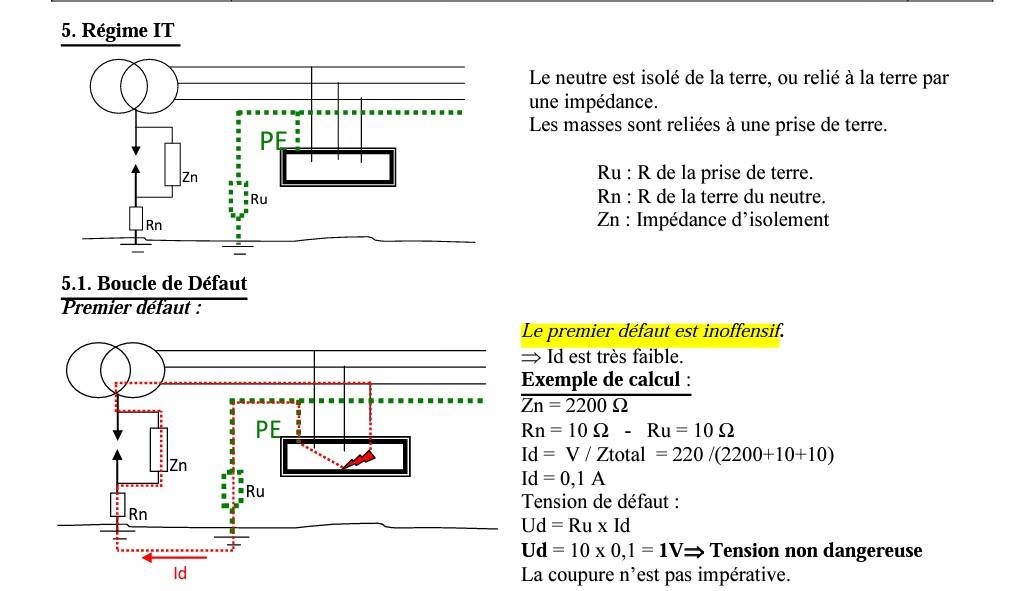 5. Régime IT
PE
Zn
Ru
Rn
Le neutre est isolé de la terre, ou relié à la terre par
une impédance.
Les masses sont reliées à une prise de terre.
Ru : R de la prise de terre.
Rn : R de la terre du neutre.
Zn : Impédance d'isolement
5.1. Boucle de Défaut
Premier défaut :
PE
Zn
Ru
Rn
Id
Le premier défaut est inoffensif.
⇒ Id est très faible.
Exemple de calcul :
Zn = 2200 Ω
Rn = 10 Ω - Ru = 10 Ω
Id = V / Ztotal = 220 /(2200+10+10)
Id = 0,1 A
Tension de défaut :
Ud = Ru x Id
Ud = 10 x 0,1 = 1V⇒ Tension non dangereuse
La coupure n'est pas impérative.